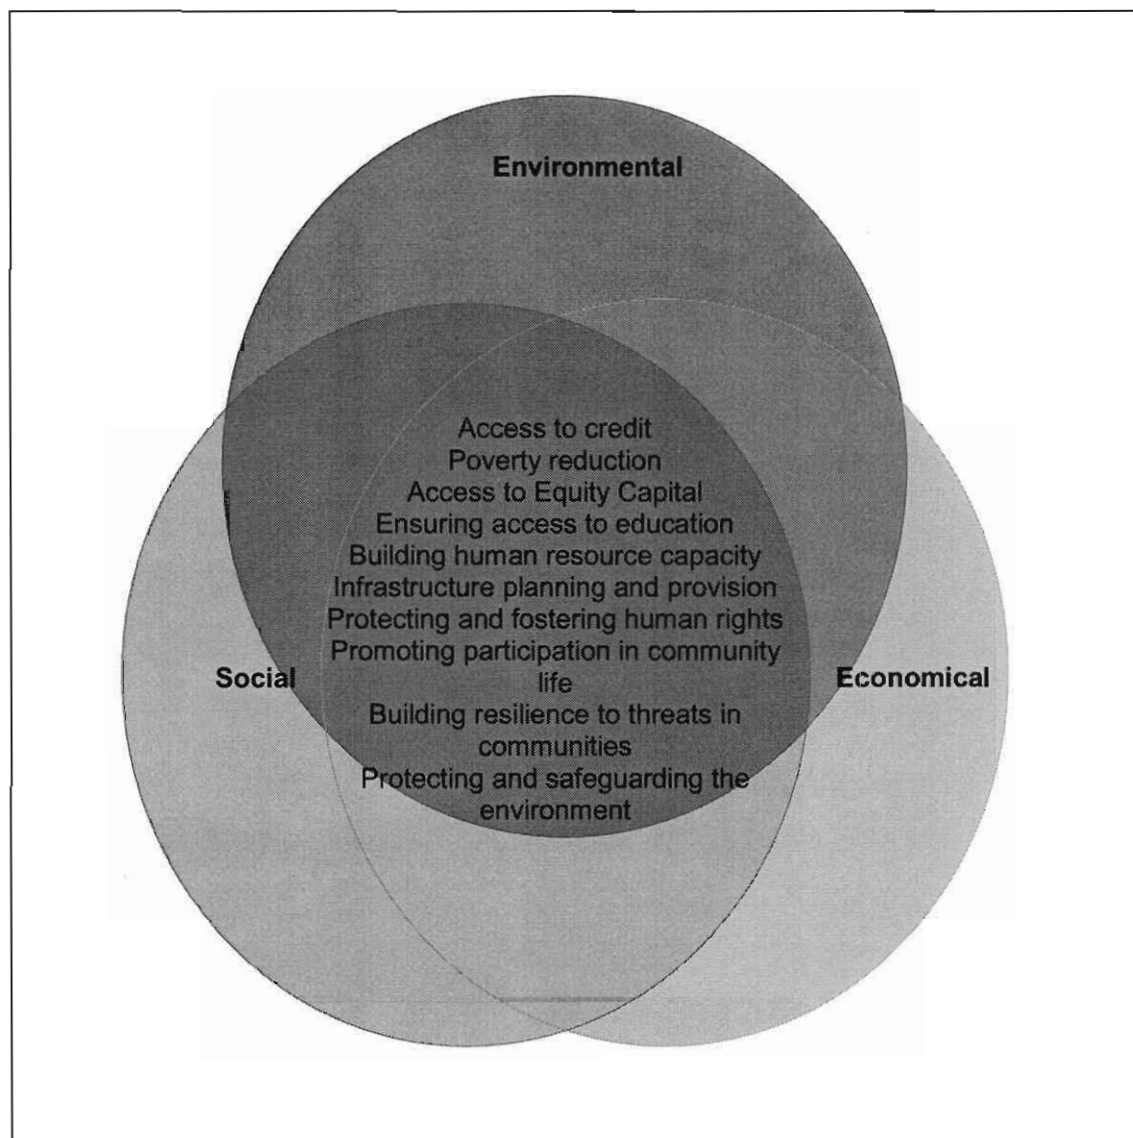 Environmental
Access to credit
Poverty reduction
Access to Equity Capital
Ensuring access to education
Building human resource capacity
Infrastructure planning and provision
Protecting and fostering human rights
Promoting participation in community
life
Social
Economical
Building resilience to threats in
communities
Protecting and safeguarding the
environment